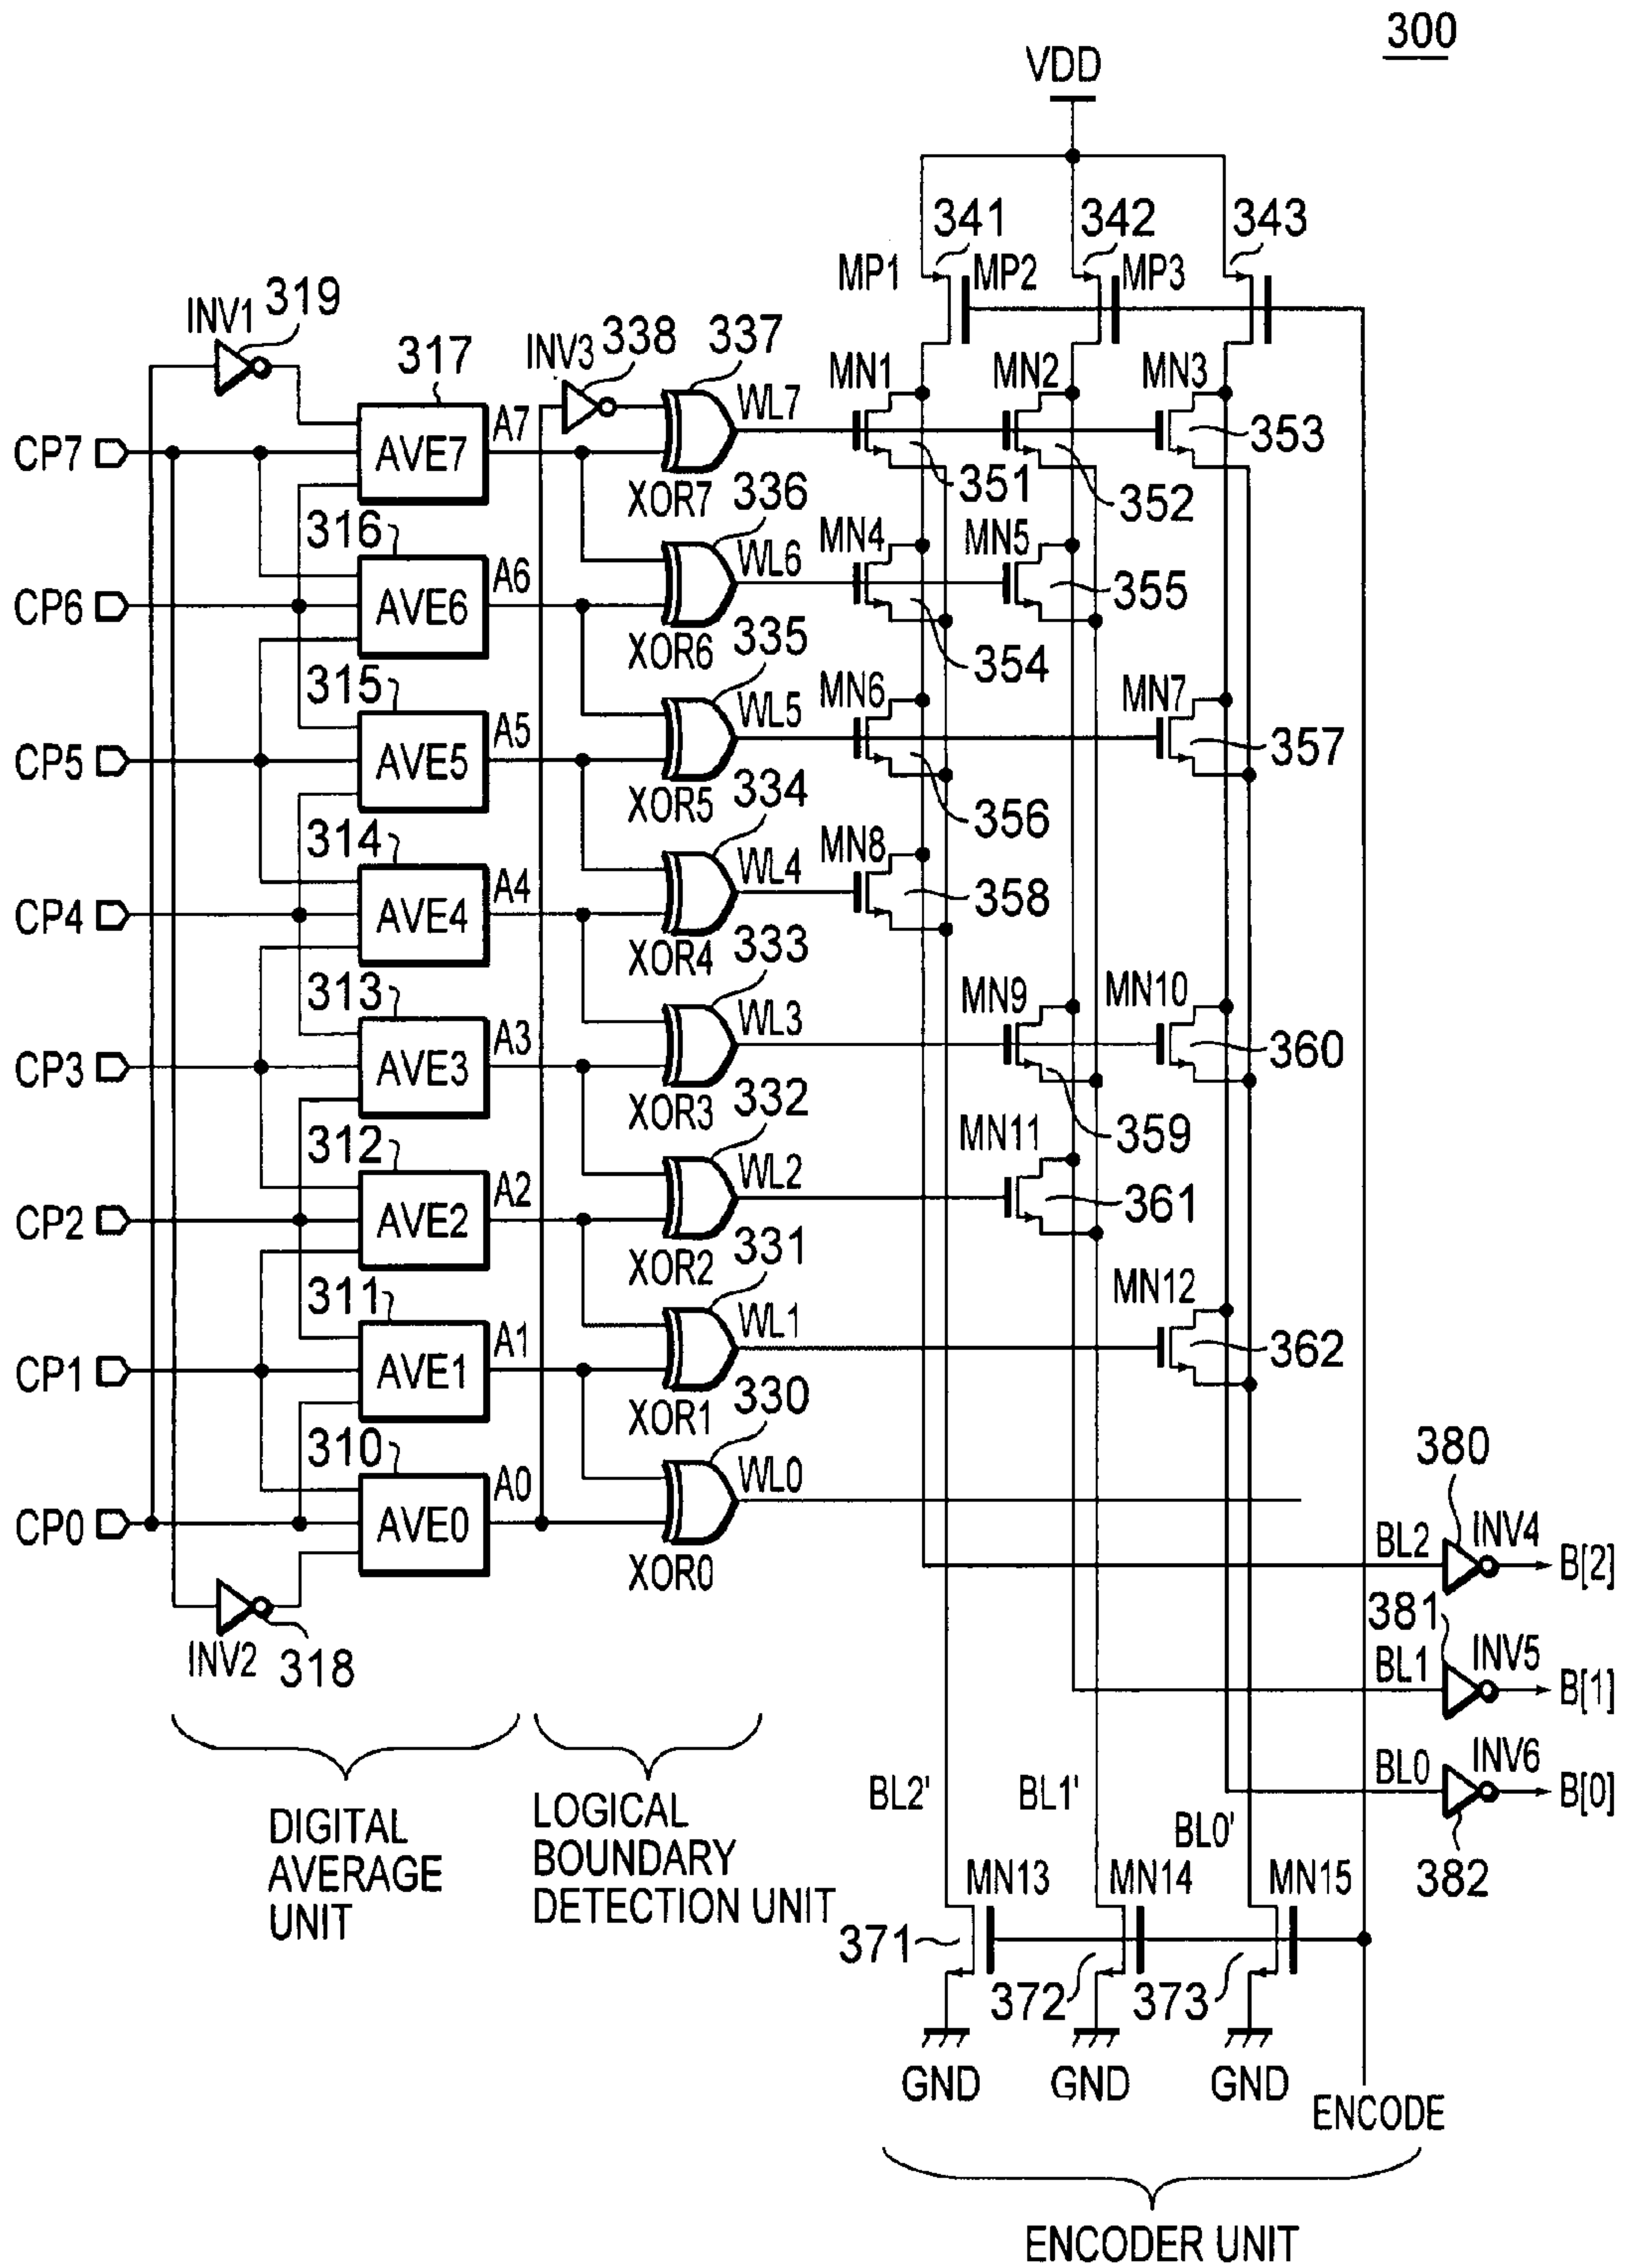 300
VDD
341
342
343
MP1
MP2
MP3
INV1
319
317
INV3
338
337
MN1
MN2
MN3
CP7
AVE7
A7
XOR7
WL7
351
352
353
316
336
MN4
MN5
CP6
AVE6
A6
XOR6
WL6
354
355
315
335
MN6
MN7
CP5
AVE5
A5
XOR5
WL5
356
357
314
334
MN8
CP4
AVE4
A4
XOR4
WL4
358
313
333
MN9
MN10
CP3
AVE3
A3
XOR3
WL3
359
360
312
332
MN11
CP2
AVE2
A2
XOR2
WL2
361
311
331
MN12
CP1
AVE1
A1
XOR1
WL1
362
310
330
CP0
AVE0
A0
XOR0
WL0
380
BL2
INV4
B[2]
INV2
318
381
BL1
INV5
B[1]
BL0
INV6
B[0]
382
DIGITAL
AVERAGE
UNIT
LOGICAL
BOUNDARY
DETECTION UNIT
BL2'
BL1'
BL0'
MN13
MN14
MN15
371
372
373
GND
GND
GND
ENCODE
ENCODER UNIT